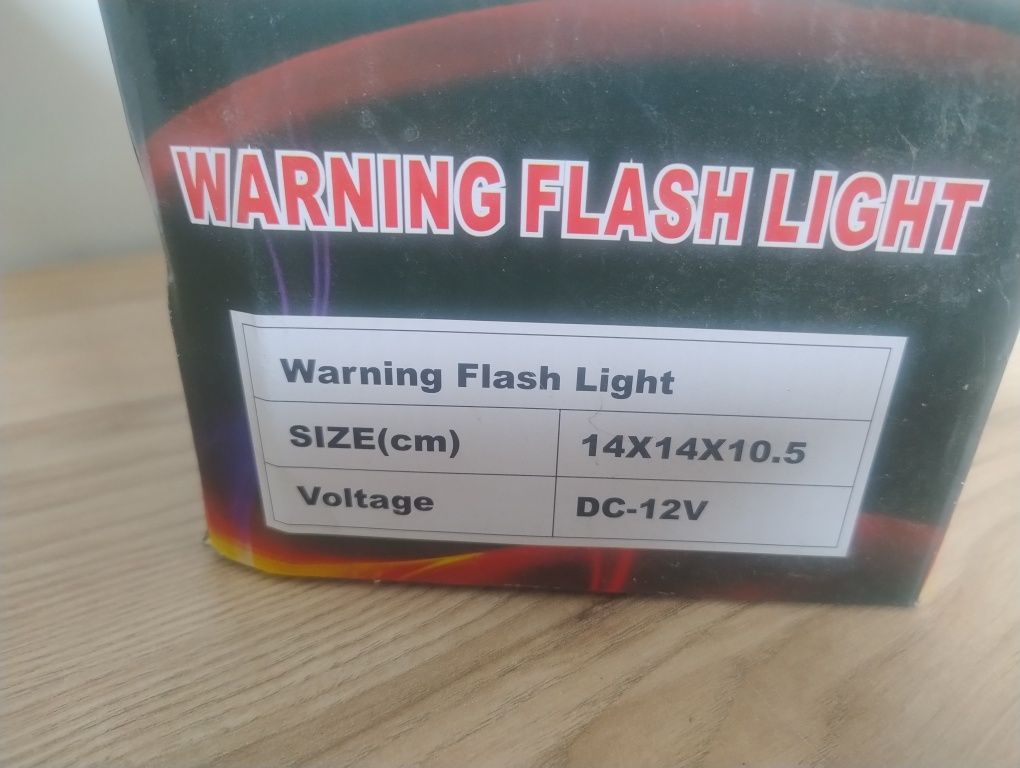 WARNING FLASH LIGHT
Warning Flash Light
SIZE(cm) 14X14X10.5
Voltage DC-12V